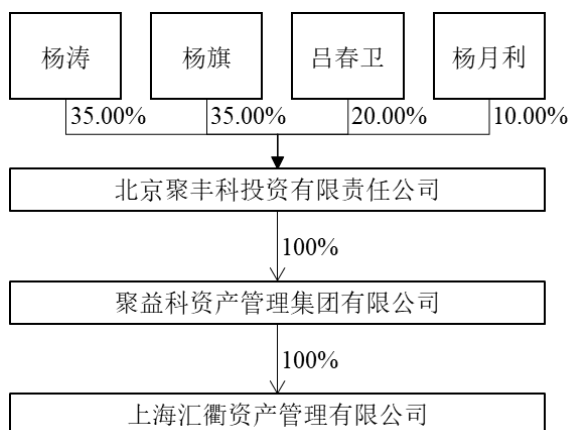 杨涛 杨旗 吕春卫 杨月利
35.00% 35.00% 20.00% 10.00%
北京聚丰科投资有限责任公司
100%
聚益科资产管理集团有限公司
100%
上海汇衢资产管理有限公司